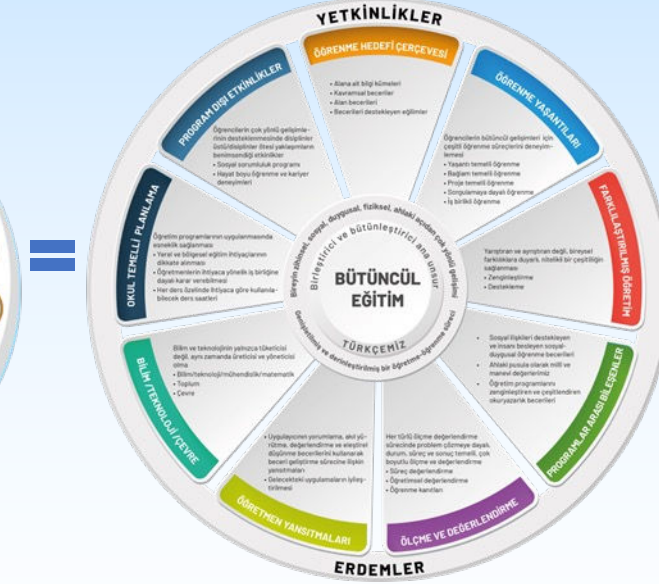 YETKİNLİKLER
ÖĞRENME HEDEFİ ÇERÇEVESİ
• Alana ait bilgi kümeleri
• Kavramsal beceriler
• Alan becerileri
• Becerileri destekleyen eğilimler
ÖĞRENME YAŞANTILARI
Öğrencilerin bütüncül gelişimleri için
çeşitli öğrenme süreçlerini deneyim-
lemesi
• Yaşantı temelli öğrenme
• Bağlam temelli öğrenme
• Proje temelli öğrenme
• Sorgulamaya dayalı öğrenme
• İş birlikli öğrenme
FARKLILAŞTIRILMIŞ ÖĞRETİM
Yarıştıran ve ayrıştıran değil, bireysel
farklılıklara duyarlı, nitelikli bir çeşitliliğin
sağlanması
• Zenginleştirme
• Destekleme
PROGRAMLAR ARASI BİLEŞENLER
• Sosyal ilişkileri destekleyen
ve insanı besleyen sosyal-
duygusal öğrenme becerileri
• Ahlaki pusula olarak millî ve
manevi değerlerimiz
• Öğretim programlarını
zenginleştiren ve çeşitlendiren
okuryazarlık becerileri
ÖLÇME VE DEĞERLENDİRME
Her türlü ölçme değerlendirme
sürecinde problem çözmeye dayalı,
durum, süreç ve sonuç temelli, çok
boyutlu ölçme ve değerlendirme
• Süreç değerlendirme
• Öğretimsel değerlendirme
• Öğrenme kanıtları
ÖĞRETMEN YANSITMALARI
• Uygulayıcının yorumlama, akıl yü-
rütme, değerlendirme ve eleştirel
düşünme becerilerini kullanarak
beceri geliştirme sürecine ilişkin
yansıtmaları
• Gelecekteki uygulamaların iyileş-
tirilmesi
BİLİM /TEKNOLOJİ /ÇEVRE
Bilim ve teknolojinin yalnızca tüketicisi
değil, aynı zamanda üreticisi ve yöneticisi
olma
• Bilim/teknoloji/mühendislik/matematik
• Toplum
• Çevre
OKUL TEMELLİ PLANLAMA
Öğretim programlarının uygulanmasında
esneklik sağlanması
• Yerel ve bölgesel eğitim ihtiyaçlarının
dikkate alınması
• Öğretmenlerin ihtiyaca yönelik iş birliğine
dayalı karar verebilmesi
• Her ders özelinde ihtiyaca göre kullanıla-
bilecek ders saatleri
PROGRAM DIŞI ETKİNLİKLER
Öğrencilerin çok yönlü gelişimle-
rinin desteklenmesinde disiplinler
üstü/disiplinler ötesi yaklaşımların
benimsendiği etkinlikler
• Sosyal sorumluluk programı
• Hayat boyu öğrenme ve kariyer
deneyimleri
Bireyin zihinsel, sosyal, duygusal, fiziksel, ahlaki açıdan çok yönlü gelişimi
Birleştirici ve bütünleştirici ana unsur
BÜTÜNCÜL
EĞİTİM
TÜRKÇEMİZ
Genişletilmiş ve derinleştirilmiş bir öğretme-öğrenme süreci
ERDEMLER